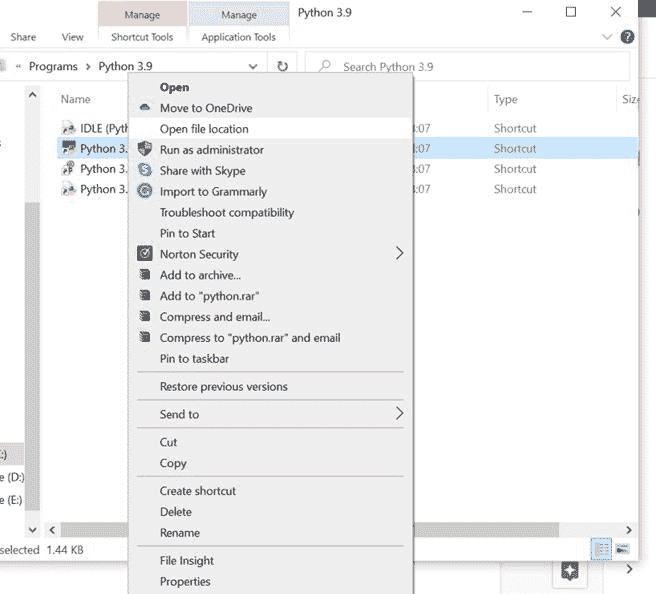 Manage Manage Python 3.9
Share View Shortcut Tools Application Tools
« Programs > Python 3.9 Search Python 3.9
Name Type Size
IDLE (Pyth 3:07 Shortcut
Python 3. 3:07 Shortcut
Python 3. 3:07 Shortcut
Python 3. 3:07 Shortcut
Open
Move to OneDrive
Open file location
Run as administrator
Share with Skype
Import to Grammarly
Troubleshoot compatibility
Pin to Start
Norton Security
Add to archive...
Add to "python.rar"
Compress and email...
Compress to "python.rar" and email
Pin to taskbar
Restore previous versions
Send to
Cut
Copy
Create shortcut
Delete
Rename
File Insight
Properties
:)
e (D:)
e (E:)
selected 1.44 KB